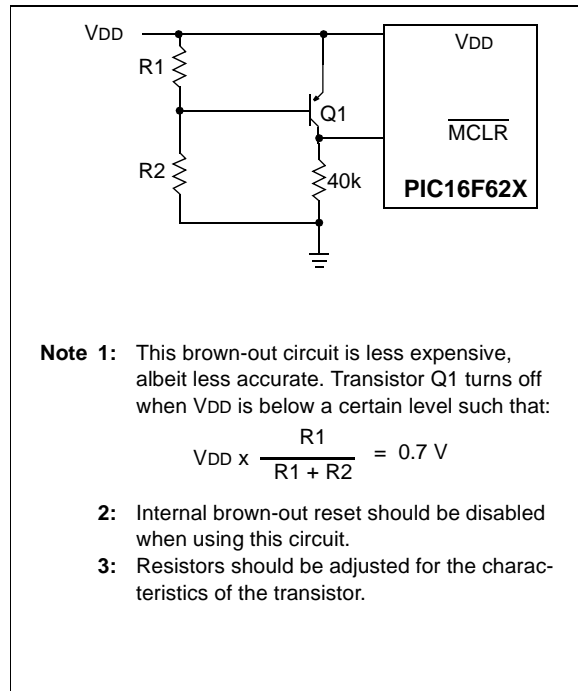 VDD
VDD
R1
Q1
MCLR
R2
40k
PIC16F62X
Note 1: This brown-out circuit is less expensive,
albeit less accurate. Transistor Q1 turns off
when VDD is below a certain level such that:
VDD x R1 / R1 + R2 = 0.7 V
2: Internal brown-out reset should be disabled
when using this circuit.
3: Resistors should be adjusted for the charac-
teristics of the transistor.